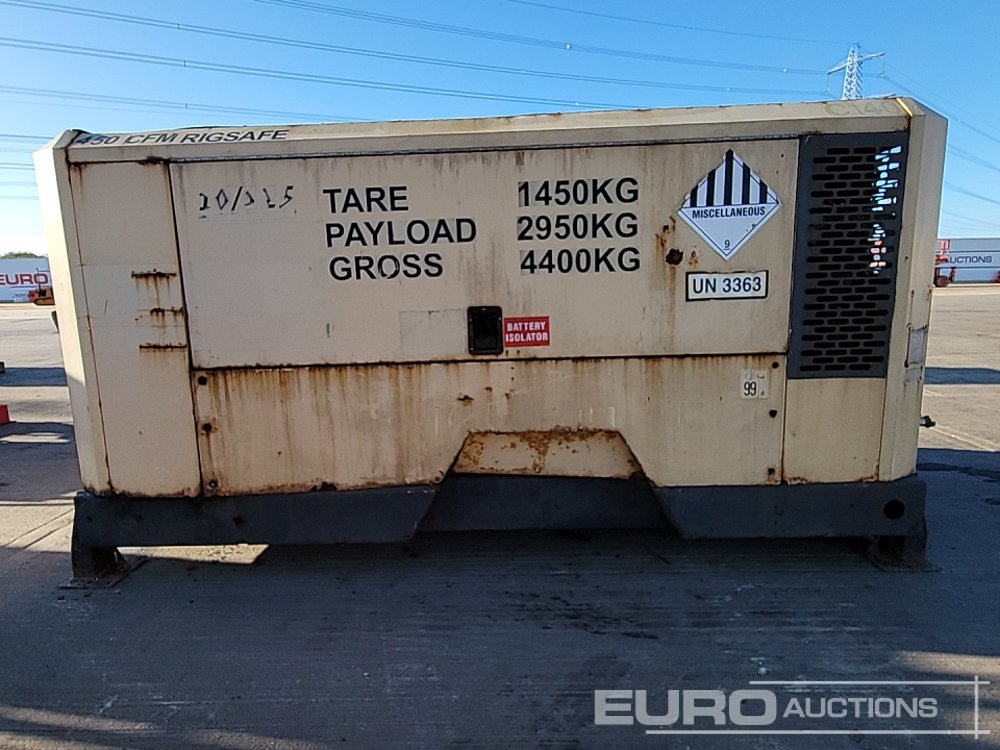 450 CFM RIGSAFE
20/325
TARE 1450KG
PAYLOAD 2950KG
GROSS 4400KG
MISCELLANEOUS
9
UN 3363
BATTERY
ISOLATOR
99
EURO
AUCTIONS
EURO AUCTIONS